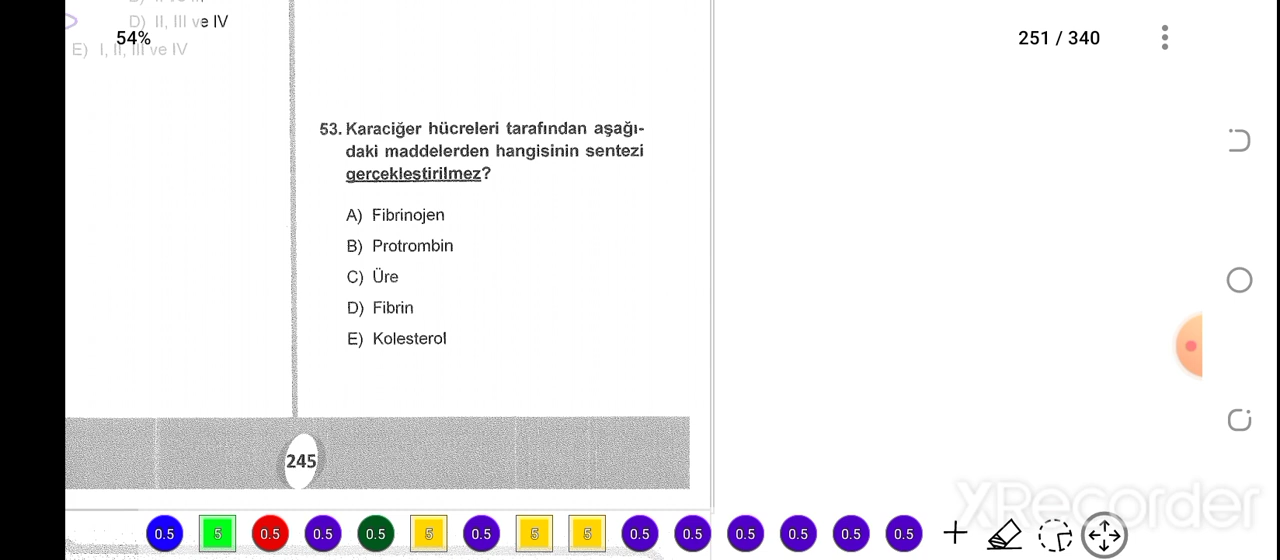 D) II, III ve IV
54%
E) I, II, III ve IV
251 / 340
53. Karaciğer hücreleri tarafından aşağı-
daki maddelerden hangisinin sentezi
gerçekleştirilmez?
A) Fibrinojen
B) Protrombin
C) Üre
D) Fibrin
E) Kolesterol
245
0.5 5 0.5 0.5 0.5 5 0.5 5 5 0.5 0.5 0.5 0.5 0.5 0.5
XRecorder